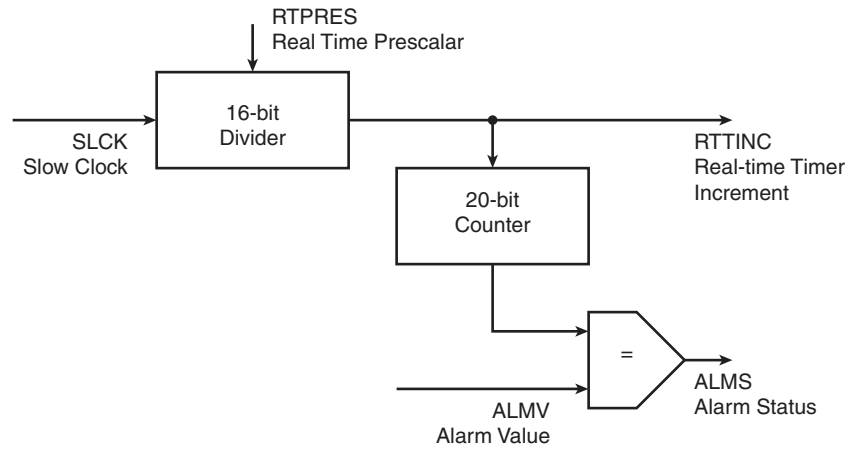 RTPRES
Real Time Prescalar
16-bit
Divider
SLCK
Slow Clock
RTTINC
Real-time Timer
Increment
20-bit
Counter
=
ALMS
Alarm Status
ALMV
Alarm Value